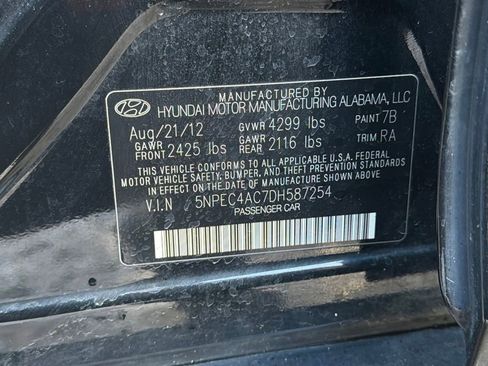 MANUFACTURED BY
HYUNDAI MOTOR MANUFACTURING ALABAMA, LLC
Aug/21/12 GVWR 4299 lbs PAINT 7B
GAWR FRONT 2425 lbs GAWR REAR 2116 lbs TRIM RA
THIS VEHICLE CONFORMS TO ALL APPLICABLE U.S.A. FEDERAL
MOTOR VEHICLE SAFETY, BUMPER, AND THEFT PREVENTION STANDARDS
IN EFFECT ON THE DATE OF MANUFACTURE SHOWN ABOVE.
V.I.N 5NPEC4AC7DH587254
PASSENGER CAR